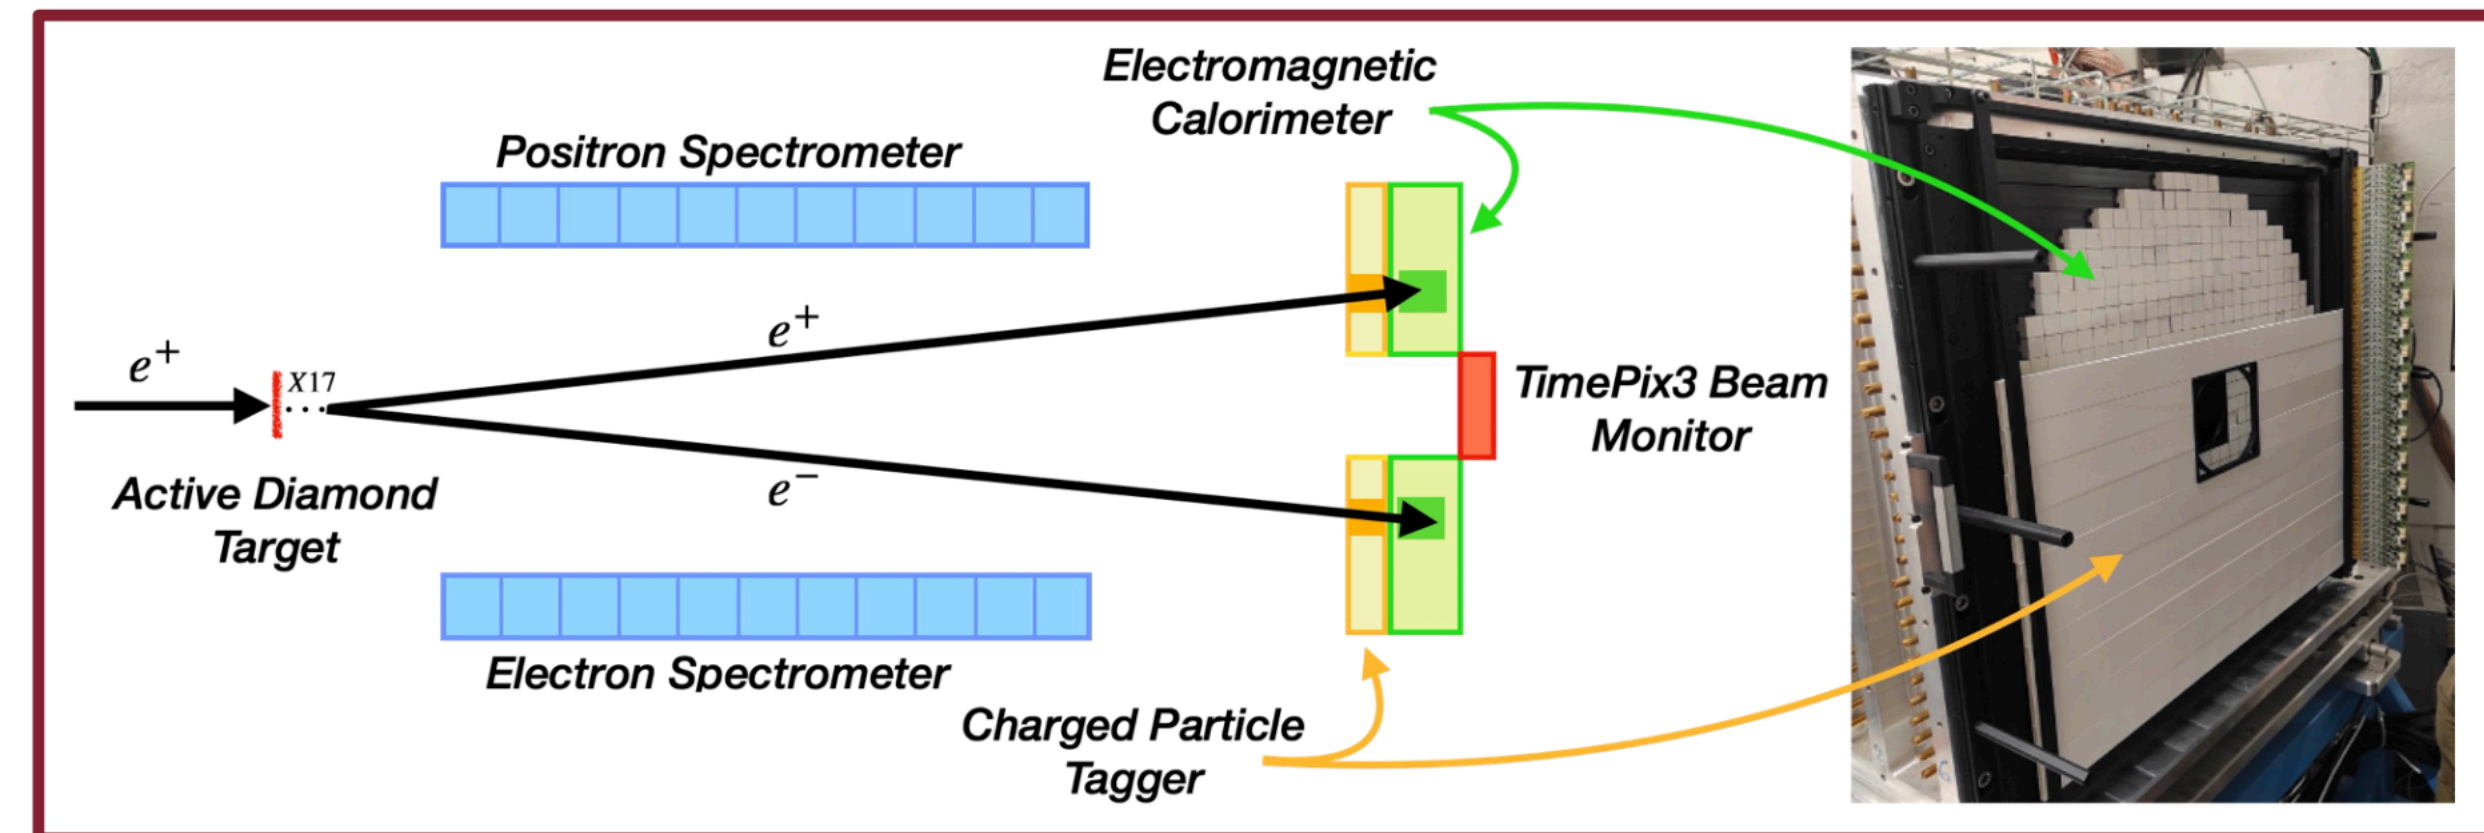 Electromagnetic
Calorimeter
Positron Spectrometer
e⁺
e⁺
X17
TimePix3 Beam
Monitor
e⁻
Active Diamond
Target
Electron Spectrometer
Charged Particle
Tagger